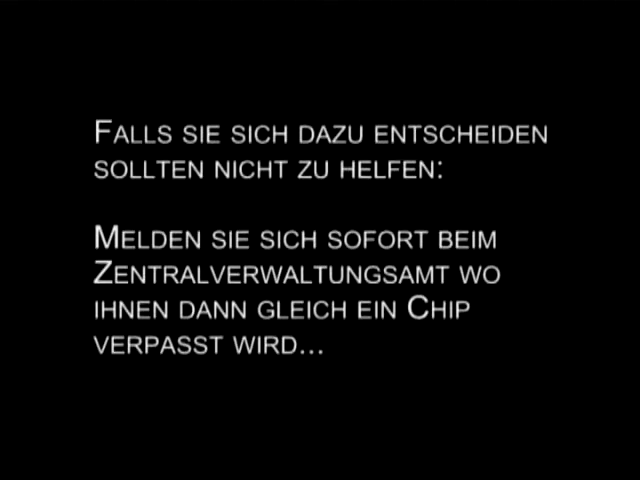 Falls sie sich dazu entscheiden
sollten nicht zu helfen:
Melden sie sich sofort beim
Zentralverwaltungsamt wo
ihnen dann gleich ein Chip
verpasst wird...